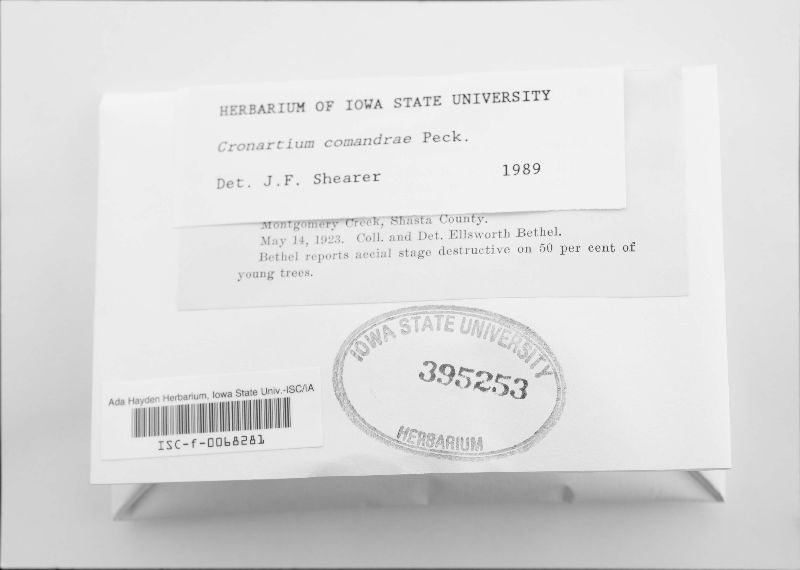 HERBARIUM OF IOWA STATE UNIVERSITY
Cronartium comandrae Peck.
Det. J.F. Shearer 1989
Montgomery Creek, Shasta County.
May 14, 1923. Coll. and Det. Ellsworth Bethel.
Bethel reports aecial stage destructive on 50 per cent of
young trees.
IOWA STATE UNIVERSITY
395253
HERBARIUM
Ada Hayden Herbarium, Iowa State Univ.-ISC/IA
ISC-f-0068281